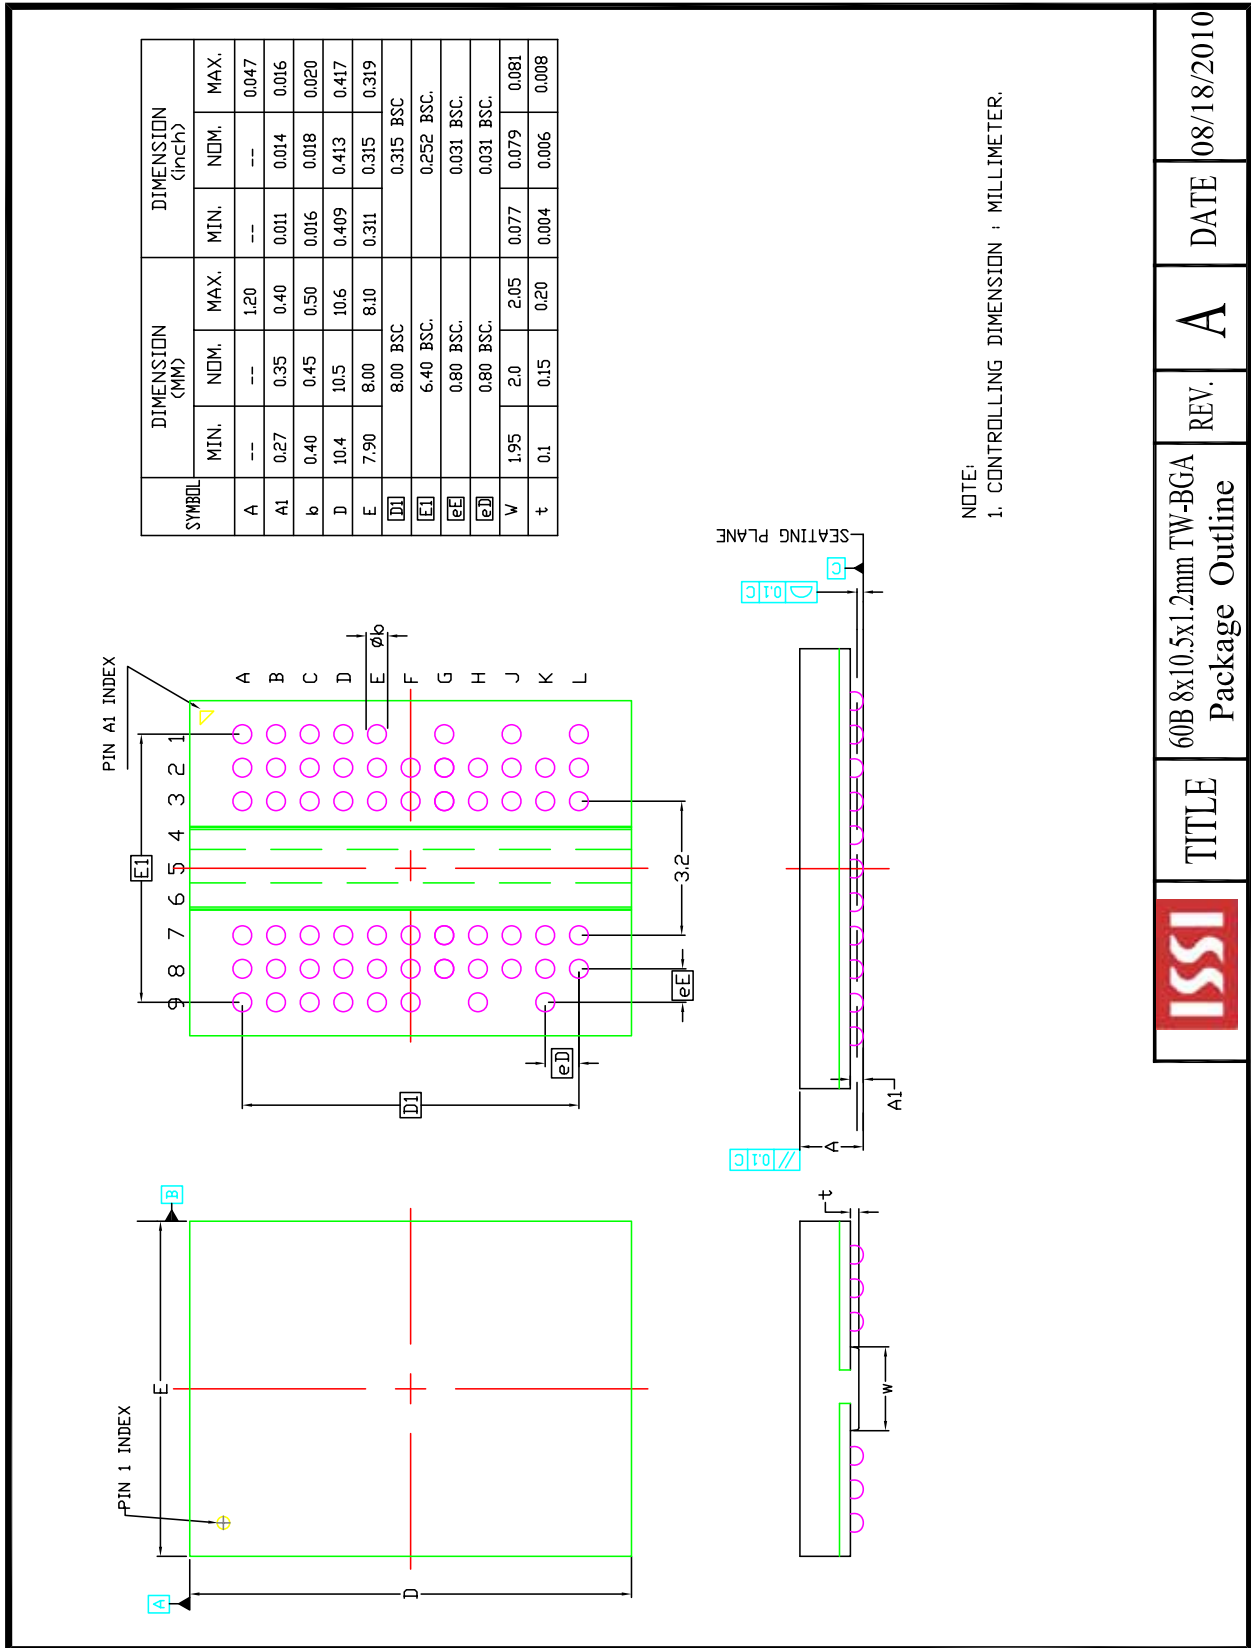 SYMBOL DIMENSION (MM) DIMENSION (inch)
MIN. NOM. MAX. MIN. NOM. MAX.
A -- -- 1.20 -- -- 0.047
A1 0.27 0.35 0.40 0.011 0.014 0.016
b 0.40 0.45 0.50 0.016 0.018 0.020
D 10.4 10.5 10.6 0.409 0.413 0.417
E 7.90 8.00 8.10 0.311 0.315 0.319
D1 8.00 BSC 0.315 BSC
E1 6.40 BSC. 0.252 BSC.
eE 0.80 BSC. 0.031 BSC.
eD 0.80 BSC. 0.031 BSC.
W 1.95 2.0 2.05 0.077 0.079 0.081
t 0.1 0.15 0.20 0.004 0.006 0.008
PIN 1 INDEX
E
B
A
D
PIN A1 INDEX
E1
9 8 7 6 5 4 3 2 1
A
B
C
D
E
F
G
H
J
K
L
Øb
D1
eD
eE
3.2
t
W
// 0.1 C
A
A1
⌓ 0.1 C
C
SEATING PLANE
NOTE:
1. CONTROLLING DIMENSION : MILLIMETER.
ISSI
TITLE
60B 8x10.5x1.2mm TW-BGA
Package Outline
REV.
A
DATE
08/18/2010